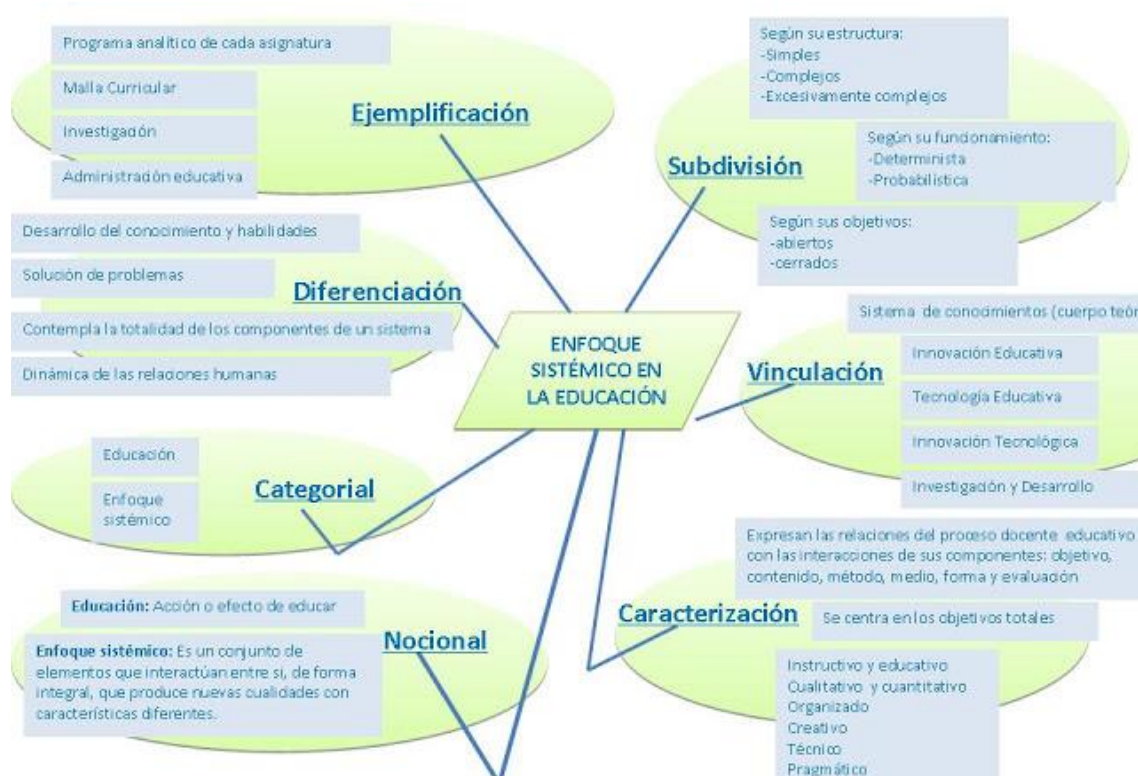 Programa analítico de cada asignatura
Malla Curricular
Investigación
Administración educativa
Ejemplificación
Según su estructura:
-Simples
-Complejos
-Excesivamente complejos
Según su funcionamiento:
-Determinista
-Probabilística
Según sus objetivos:
-abiertos
-cerrados
Subdivisión
Desarrollo del conocimiento y habilidades
Solución de problemas
Contempla la totalidad de los componentes de un sistema
Dinámica de las relaciones humanas
Diferenciación
ENFOQUE
SISTÉMICO EN
LA EDUCACIÓN
Sistema de conocimientos (cuerpo
Innovación Educativa
Tecnología Educativa
Innovación Tecnológica
Investigación y Desarrollo
Vinculación
Educación
Enfoque
sistémico
Categorial
Expresan las relaciones del proceso docente educativo
con las interacciones de sus componentes: objetivo,
contenido, método, medio, forma y evaluación
Se centra en los objetivos totales
Instructivo y educativo
Cualitativo y cuantitativo
Organizado
Creativo
Técnico
Pragmático
Caracterización
Educación: Acción o efecto de educar
Enfoque sistémico: Es un conjunto de
elementos que interactúan entre si, de forma
integral, que produce nuevas cualidades con
características diferentes.
Nocional